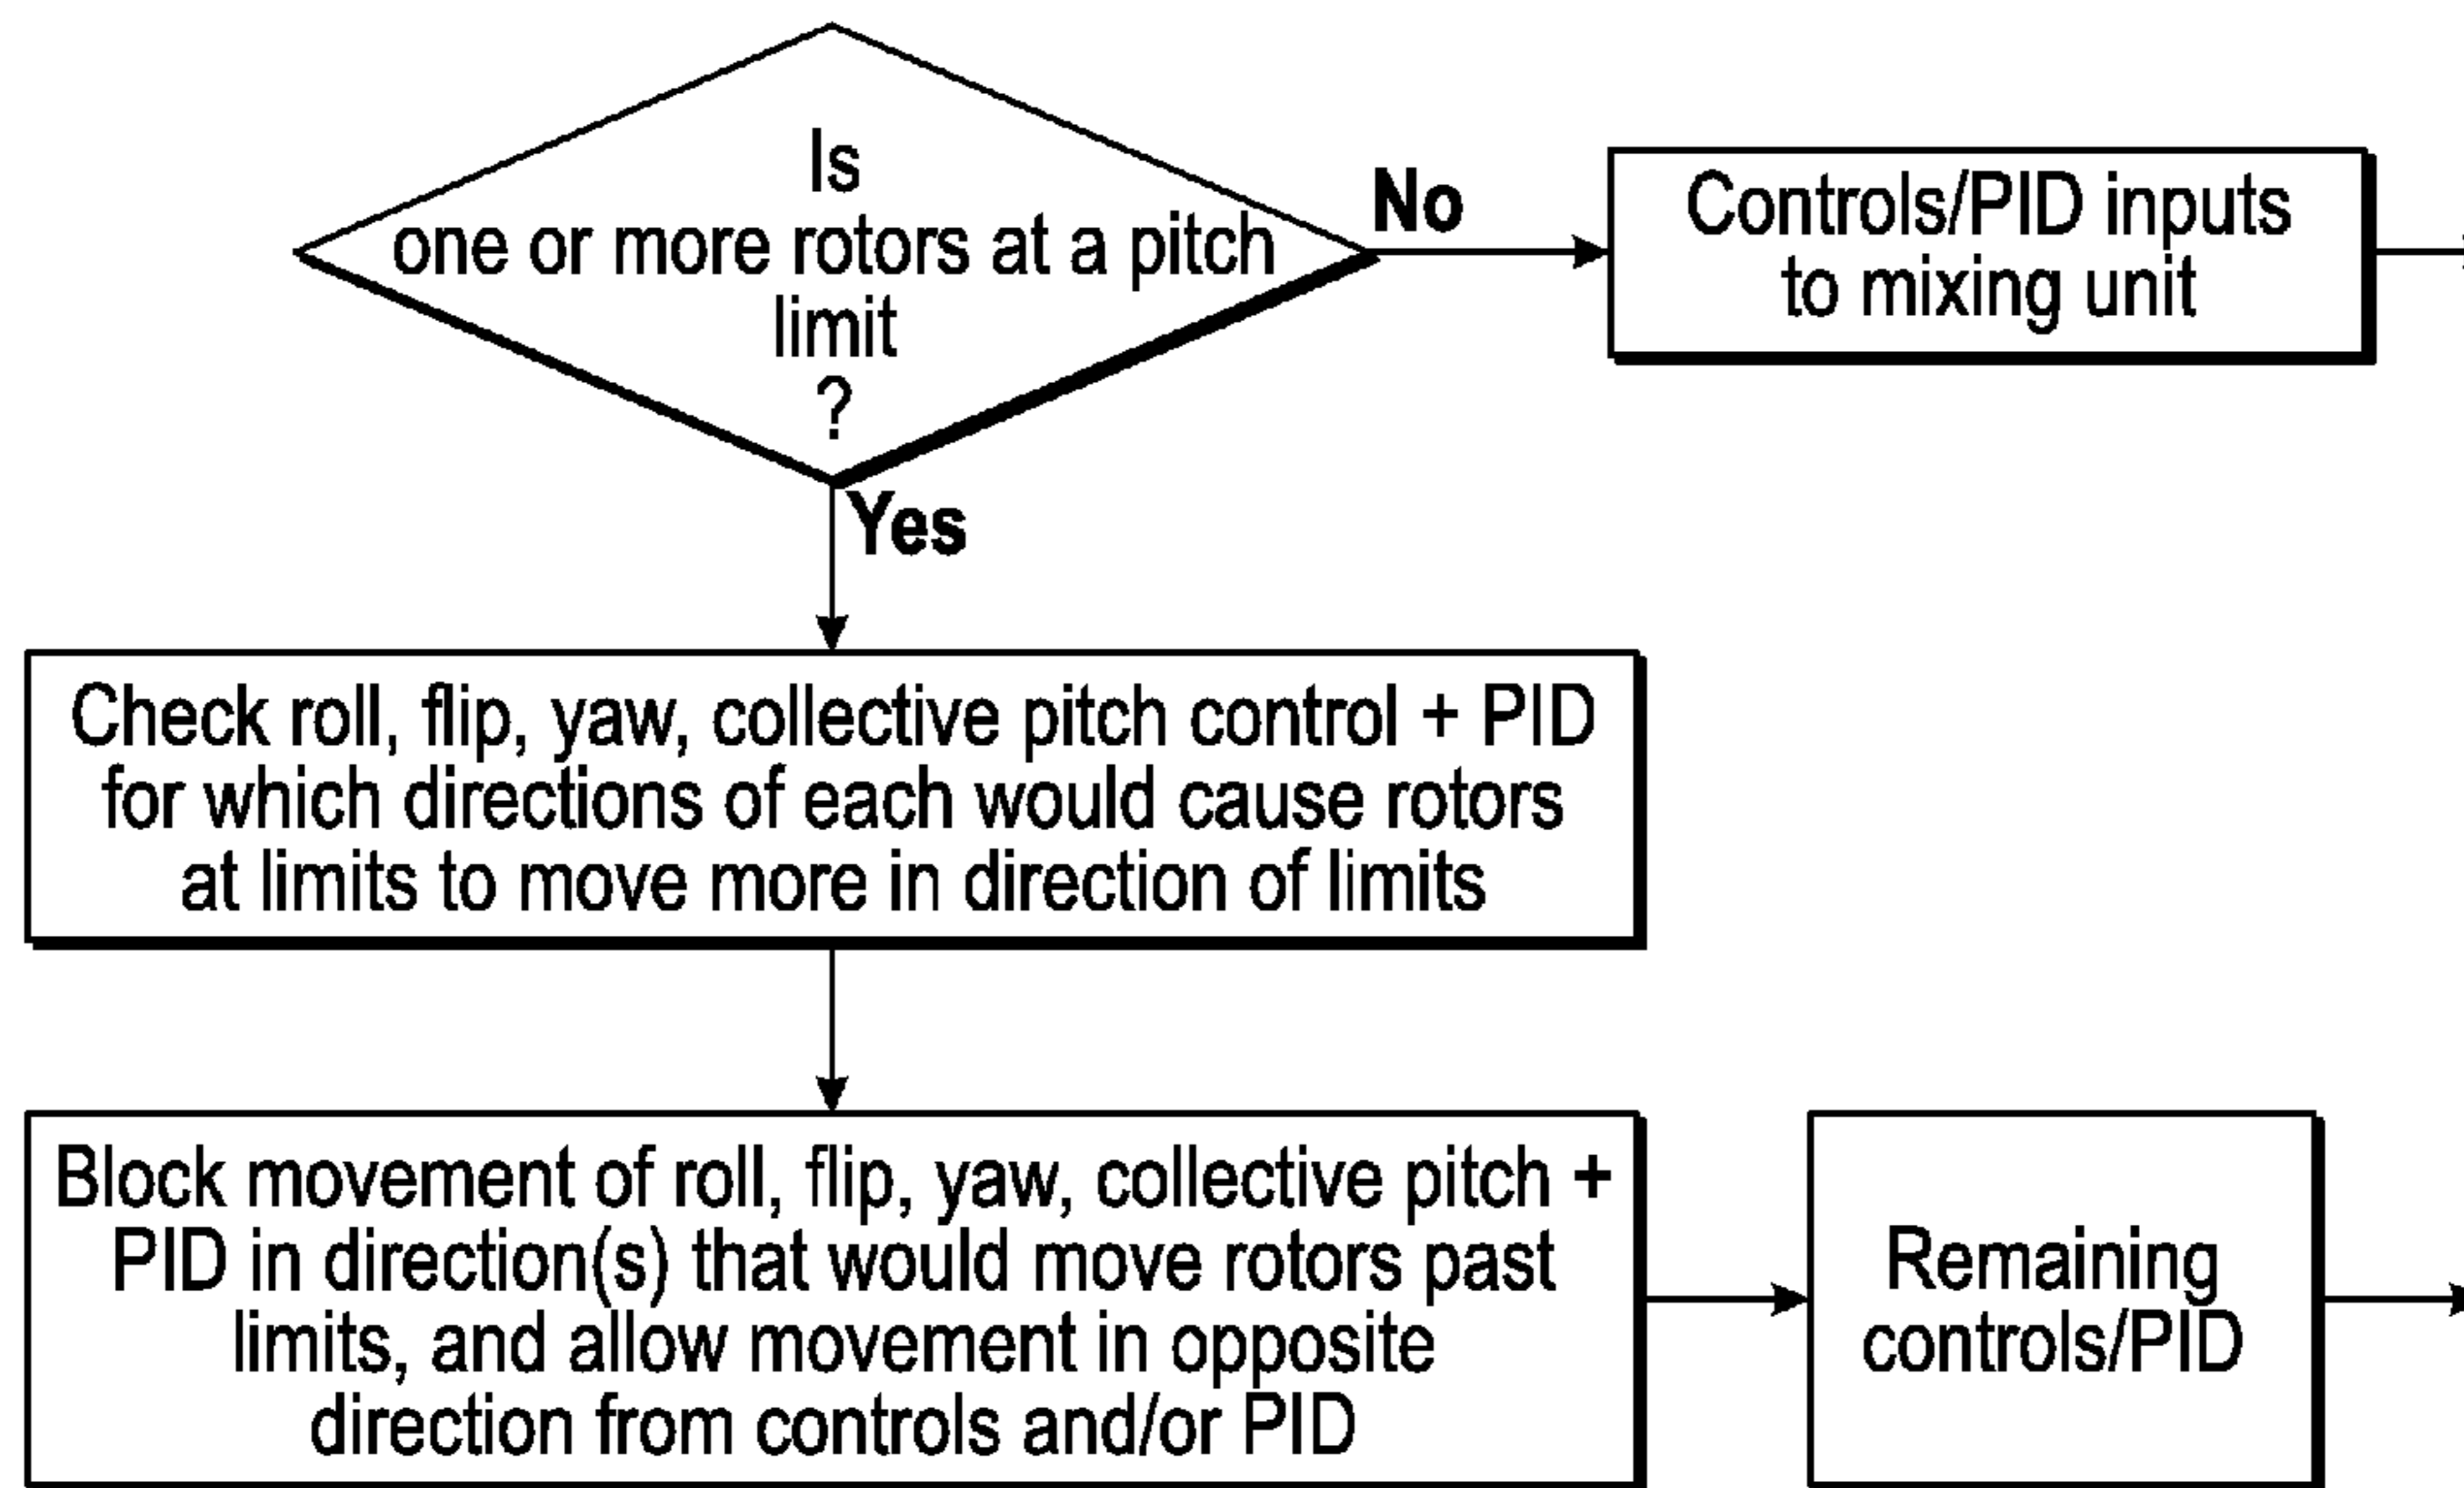 Is
one or more rotors at a pitch
limit
?
No
Controls/PID inputs
to mixing unit
Yes
Check roll, flip, yaw, collective pitch control + PID
for which directions of each would cause rotors
at limits to move more in direction of limits
Block movement of roll, flip, yaw, collective pitch +
PID in direction(s) that would move rotors past
limits, and allow movement in opposite
direction from controls and/or PID
Remaining
controls/PID